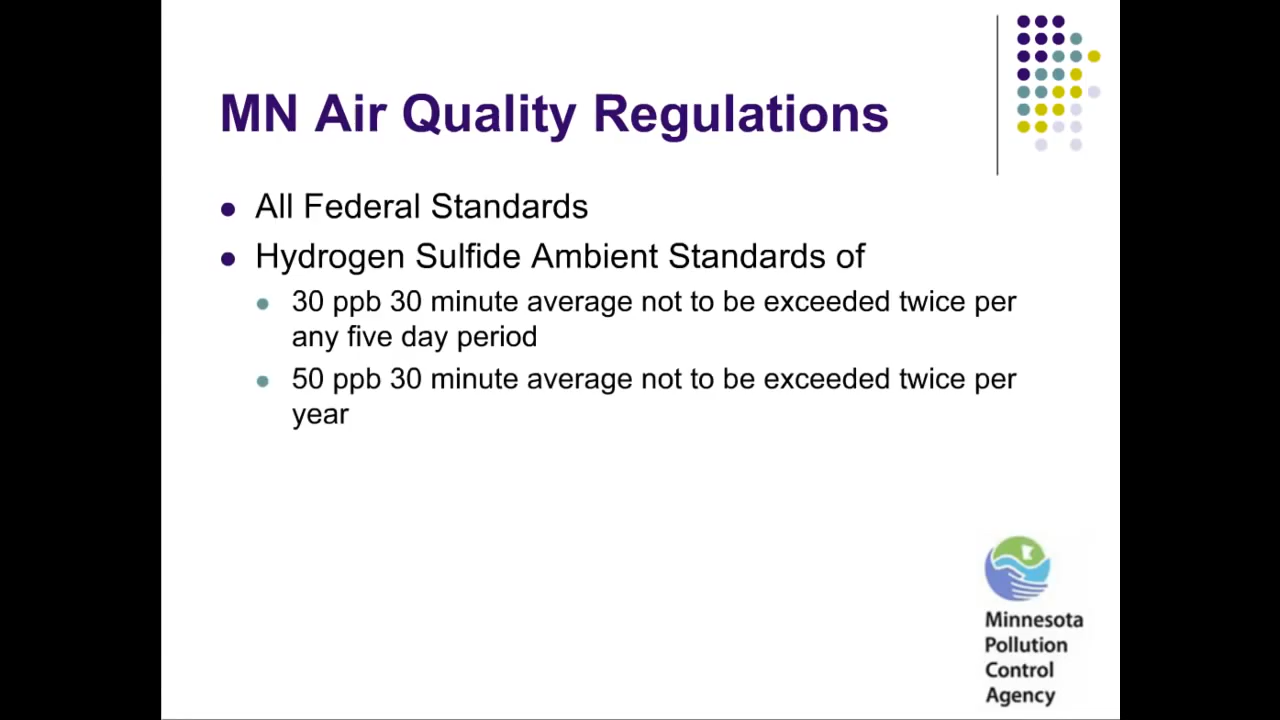 MN Air Quality Regulations
All Federal Standards
Hydrogen Sulfide Ambient Standards of
30 ppb 30 minute average not to be exceeded twice per
any five day period
50 ppb 30 minute average not to be exceeded twice per
year
Minnesota
Pollution
Control
Agency